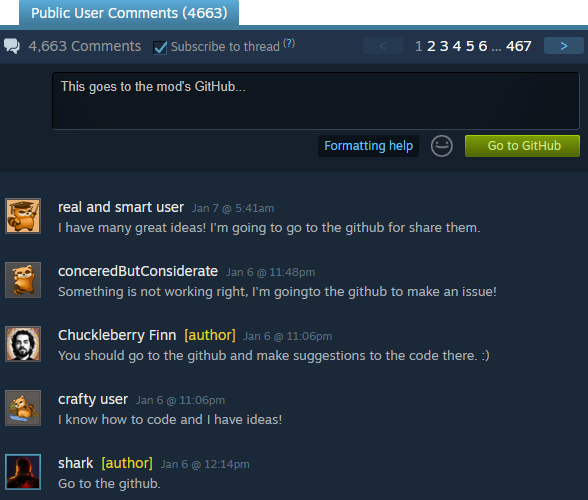 Public User Comments (4663)
4,663 Comments Subscribe to thread (?) < 1 2 3 4 5 6 ... 467 >
This goes to the mod's GitHub...
Formatting help Go to GitHub
real and smart user Jan 7 @ 5:41am
I have many great ideas! I'm going to go to the github for share them.
conceredButConsiderate Jan 6 @ 11:48pm
Something is not working right, I'm goingto the github to make an issue!
Chuckleberry Finn [author] Jan 6 @ 11:06pm
You should go to the github and make suggestions to the code there. :)
crafty user Jan 6 @ 11:06pm
I know how to code and I have ideas!
shark [author] Jan 6 @ 12:14pm
Go to the github.